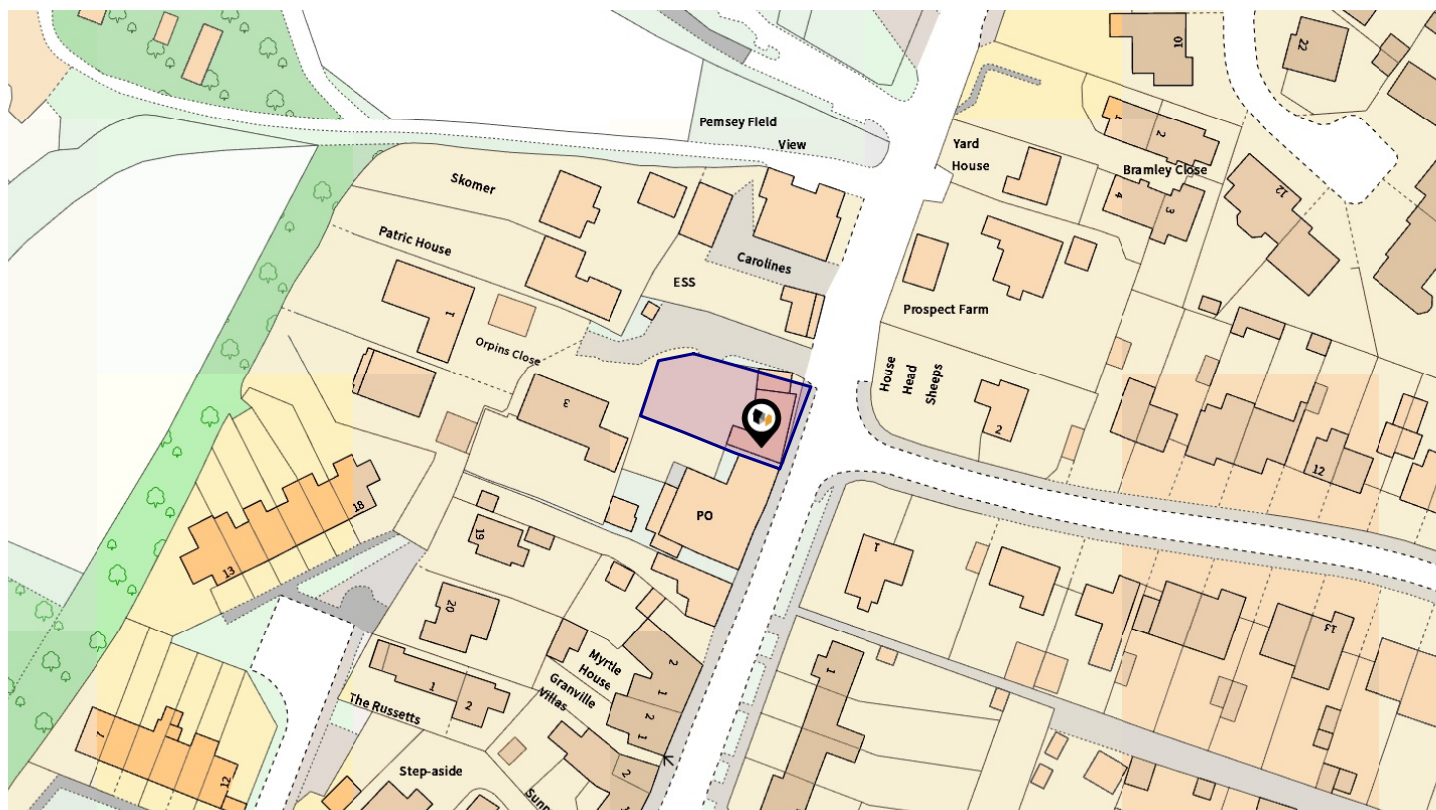 10
22
Pemsey Field
View
Yard
House
1
2
Bramley Close
Skomer
4
3
12
Patric House
Carolines
ESS
Prospect Farm
1
Orpins Close
House
Head
Sheeps
3
2
12
18
PO
13
19
1
20
13
Myrtle
House
2
1
1
Granville
Villas
2
1
1
2
The Russetts
1
12
Step-aside
2